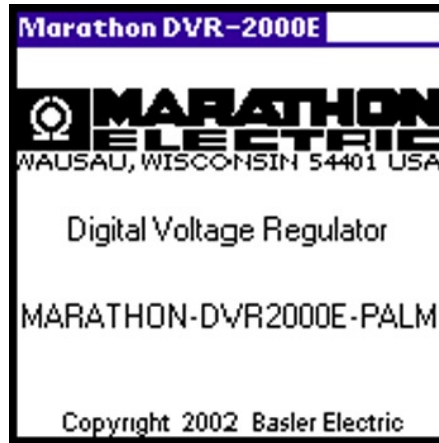 Marathon DVR-2000E
MARATHON
ELECTRIC
WAUSAU, WISCONSIN 54401 USA
Digital Voltage Regulator
MARATHON-DVR2000E-PALM
Copyright 2002 Basler Electric